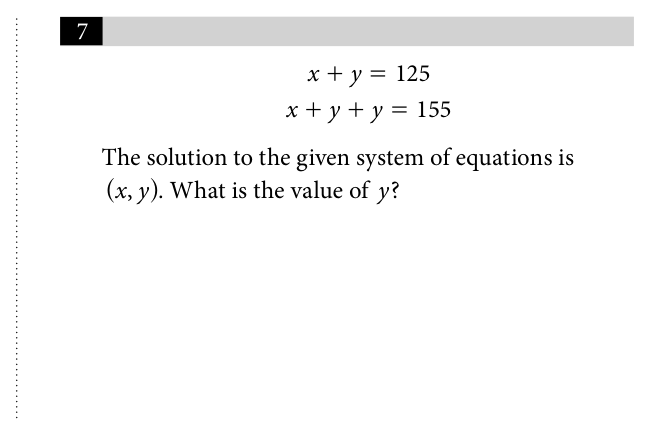 7
x + y = 125
x + y + y = 155
The solution to the given system of equations is
(x, y). What is the value of y?